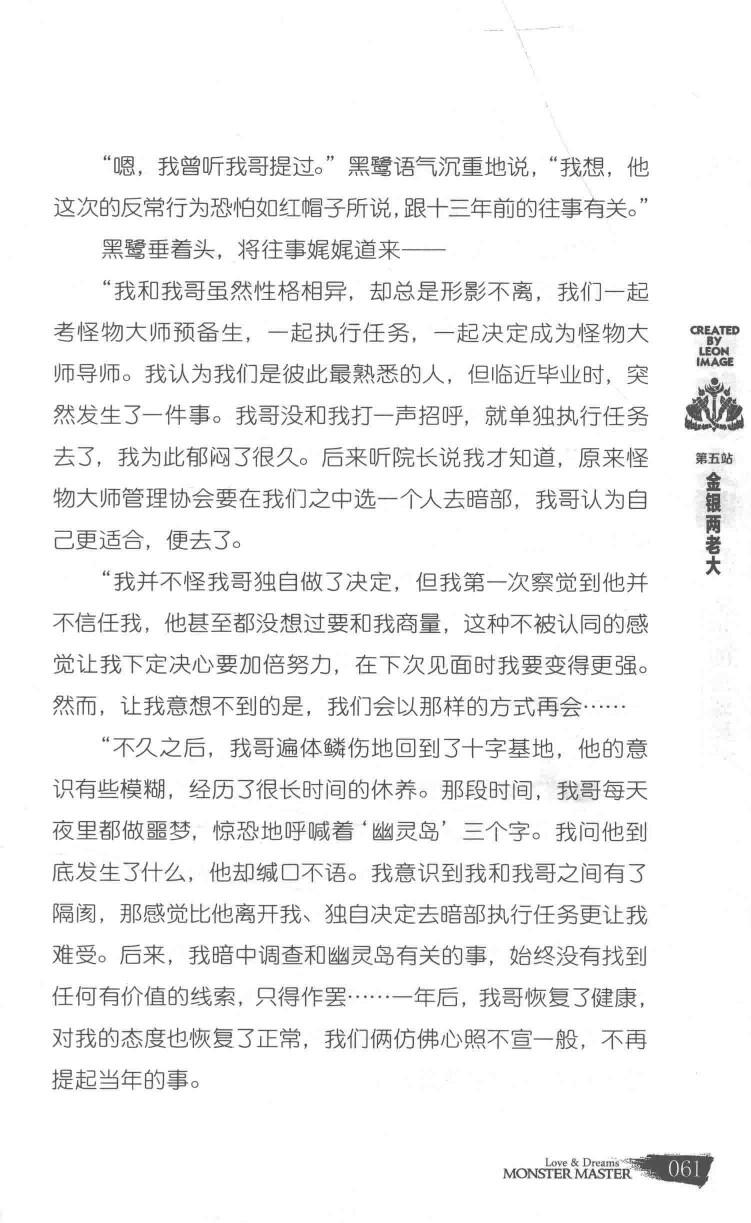 “嗯，我曾听我哥提过。”黑鹭语气沉重地说，“我想，他
这次的反常行为恐怕如红帽子所说，跟十三年前的往事有关。”
黑鹭垂着头，将往事娓娓道来——
“我和我哥虽然性格相异，却总是形影不离，我们一起
考怪物大师预备生，一起执行任务，一起决定成为怪物大
师导师。我认为我们是彼此最熟悉的人，但临近毕业时，突
然发生了一件事。我哥没和我打一声招呼，就单独执行任务
去了，我为此郁闷了很久。后来听院长说我才知道，原来怪
物大师管理协会要在我们之中选一个人去暗部，我哥认为自
己更适合，便去了。
“我并不怪我哥独自做了决定，但我第一次察觉到他并
不信任我，他甚至都没想过要和我商量，这种不被认同的感
觉让我下定决心要加倍努力，在下次见面时我要变得更强。
然而，让我意想不到的是，我们会以那样的方式再会……
“不久之后，我哥遍体鳞伤地回到了十字基地，他的意
识有些模糊，经历了很长时间的休养。那段时间，我哥每天
夜里都做噩梦，惊恐地呼喊着‘幽灵岛’三个字。我问他到
底发生了什么，他却缄口不语。我意识到我和我哥之间有了
隔阂，那感觉比他离开我、独自决定去暗部执行任务更让我
难受。后来，我暗中调查和幽灵岛有关的事，始终没有找到
任何有价值的线索，只得作罢……一年后，我哥恢复了健康，
对我的态度也恢复了正常，我们俩仿佛心照不宣一般，不再
提起当年的事。
CREATED
BY
LEON
IMAGE
第五站
金银两老大
Love & Dreams
MONSTER MASTER
061